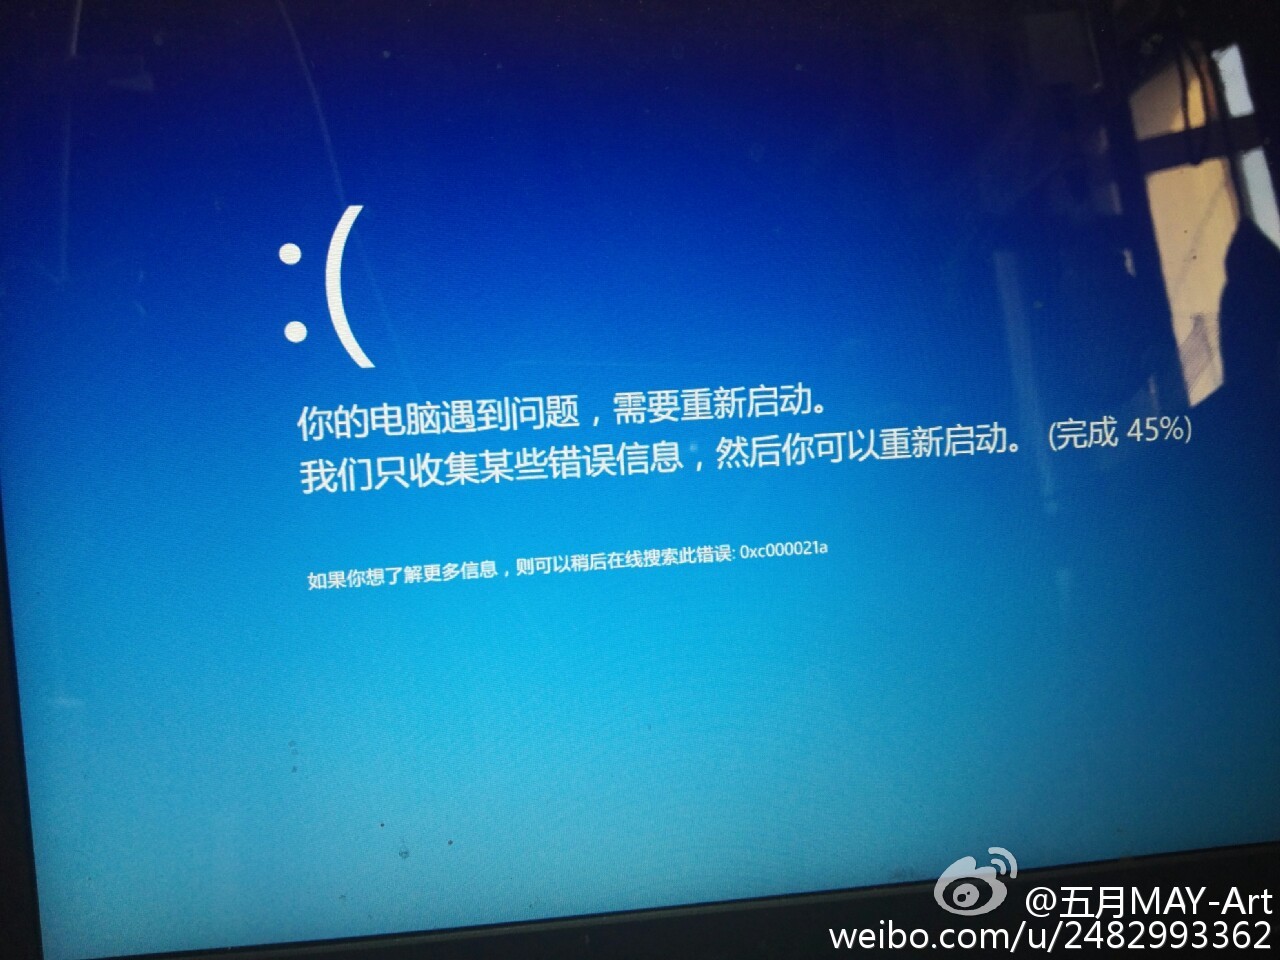 :(
你的电脑遇到问题，需要重新启动。
我们只收集某些错误信息，然后你可以重新启动。 (完成 45%)
如果你想了解更多信息，则可以稍后在线搜索此错误: 0xc000021a
@五月MAY-Art
weibo.com/u/2482993362